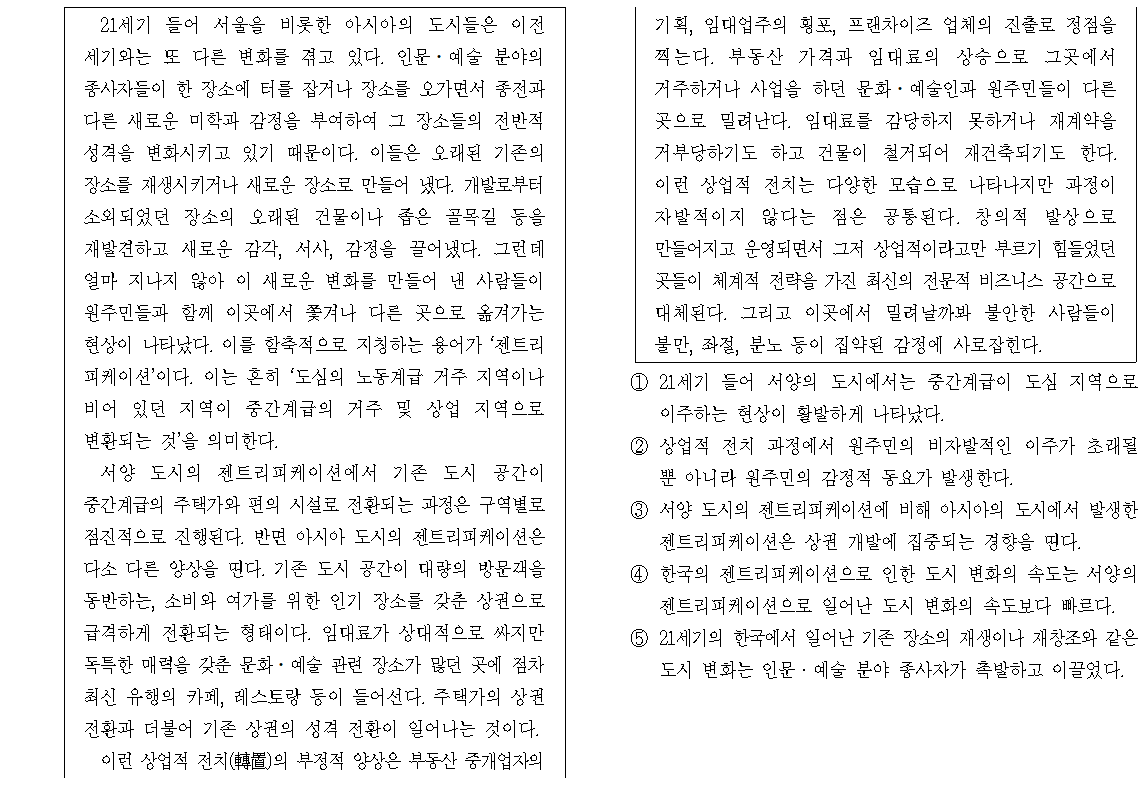 21세기 들어 서울을 비롯한 아시아의 도시들은 이전
세기와는 또 다른 변화를 겪고 있다. 인문·예술 분야의
종사자들이 한 장소에 터를 잡거나 장소를 오가면서 종전과
다른 새로운 미학과 감정을 부여하여 그 장소들의 전반적
성격을 변화시키고 있기 때문이다. 이들은 오래된 기존의
장소를 재생시키거나 새로운 장소로 만들어 냈다. 개발로부터
소외되었던 장소의 오래된 건물이나 좁은 골목길 등을
재발견하고 새로운 감각, 서사, 감정을 끌어냈다. 그런데
얼마 지나지 않아 이 새로운 변화를 만들어 낸 사람들이
원주민들과 함께 이곳에서 쫓겨나 다른 곳으로 옮겨가는
현상이 나타났다. 이를 함축적으로 지칭하는 용어가 ‘젠트리
피케이션’이다. 이는 흔히 ‘도심의 노동계급 거주 지역이나
비어 있던 지역이 중간계급의 거주 및 상업 지역으로
변환되는 것’을 의미한다.
서양 도시의 젠트리피케이션에서 기존 도시 공간이
중간계급의 주택가와 편의 시설로 전환되는 과정은 구역별로
점진적으로 진행된다. 반면 아시아 도시의 젠트리피케이션은
다소 다른 양상을 띤다. 기존 도시 공간이 대량의 방문객을
동반하는, 소비와 여가를 위한 인기 장소를 갖춘 상권으로
급격하게 전환되는 형태이다. 임대료가 상대적으로 싸지만
독특한 매력을 갖춘 문화·예술 관련 장소가 많던 곳에 점차
최신 유행의 카페, 레스토랑 등이 들어선다. 주택가의 상권
전환과 더불어 기존 상권의 성격 전환이 일어나는 것이다.
이런 상업적 전치(轉置)의 부정적 양상은 부동산 중개업자의
기획, 임대업주의 횡포, 프랜차이즈 업체의 진출로 정점을
찍는다. 부동산 가격과 임대료의 상승으로 그곳에서
거주하거나 사업을 하던 문화·예술인과 원주민들이 다른
곳으로 밀려난다. 임대료를 감당하지 못하거나 재계약을
거부당하기도 하고 건물이 철거되어 재건축되기도 한다.
이런 상업적 전치는 다양한 모습으로 나타나지만 과정이
자발적이지 않다는 점은 공통된다. 창의적 발상으로
만들어지고 운영되면서 그저 상업적이라고만 부르기 힘들었던
곳들이 체계적 전략을 가진 최신의 전문적 비즈니스 공간으로
대체된다. 그리고 이곳에서 밀려날까봐 불안한 사람들이
불만, 좌절, 분노 등이 집약된 감정에 사로잡힌다.
① 21세기 들어 서양의 도시에서는 중간계급이 도심 지역으로
이주하는 현상이 활발하게 나타났다.
② 상업적 전치 과정에서 원주민의 비자발적인 이주가 초래될
뿐 아니라 원주민의 감정적 동요가 발생한다.
③ 서양 도시의 젠트리피케이션에 비해 아시아의 도시에서 발생한
젠트리피케이션은 상권 개발에 집중되는 경향을 띤다.
④ 한국의 젠트리피케이션으로 인한 도시 변화의 속도는 서양의
젠트리피케이션으로 일어난 도시 변화의 속도보다 빠르다.
⑤ 21세기의 한국에서 일어난 기존 장소의 재생이나 재창조와 같은
도시 변화는 인문·예술 분야 종사자가 촉발하고 이끌었다.